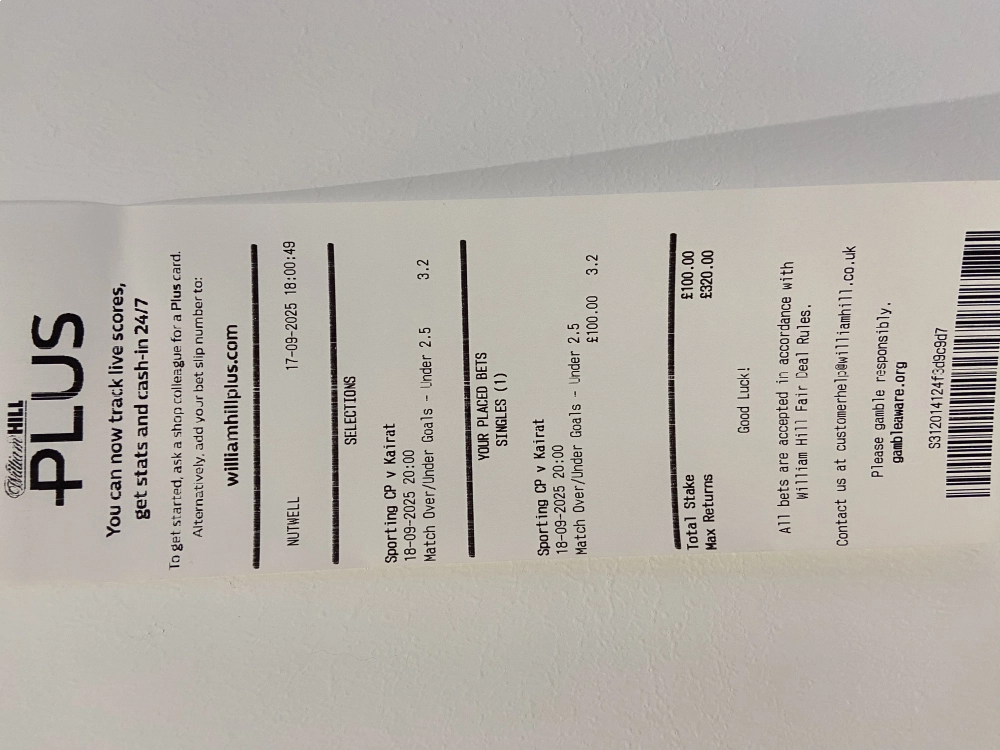 William HILL
PLUS
You can now track live scores,
get stats and cash-in 24/7
To get started, ask a shop colleague for a Plus card.
Alternatively, add your bet slip number to:
williamhillplus.com
NUTWELL 17-09-2025 18:00:49
SELECTIONS
Sporting CP v Kairat
18-09-2025 20:00
Match Over/Under Goals - Under 2.5 3.2
YOUR PLACED BETS
SINGLES (1)
Sporting CP v Kairat
18-09-2025 20:00
Match Over/Under Goals - Under 2.5
£100.00 3.2
Total Stake £100.00
Max Returns £320.00
Good Luck!
All bets are accepted in accordance with
William Hill Fair Deal Rules.
Contact us at customerhelp@williamhill.co.uk
Please gamble responsibly.
gambleaware.org
S312014124f3d9c9d7